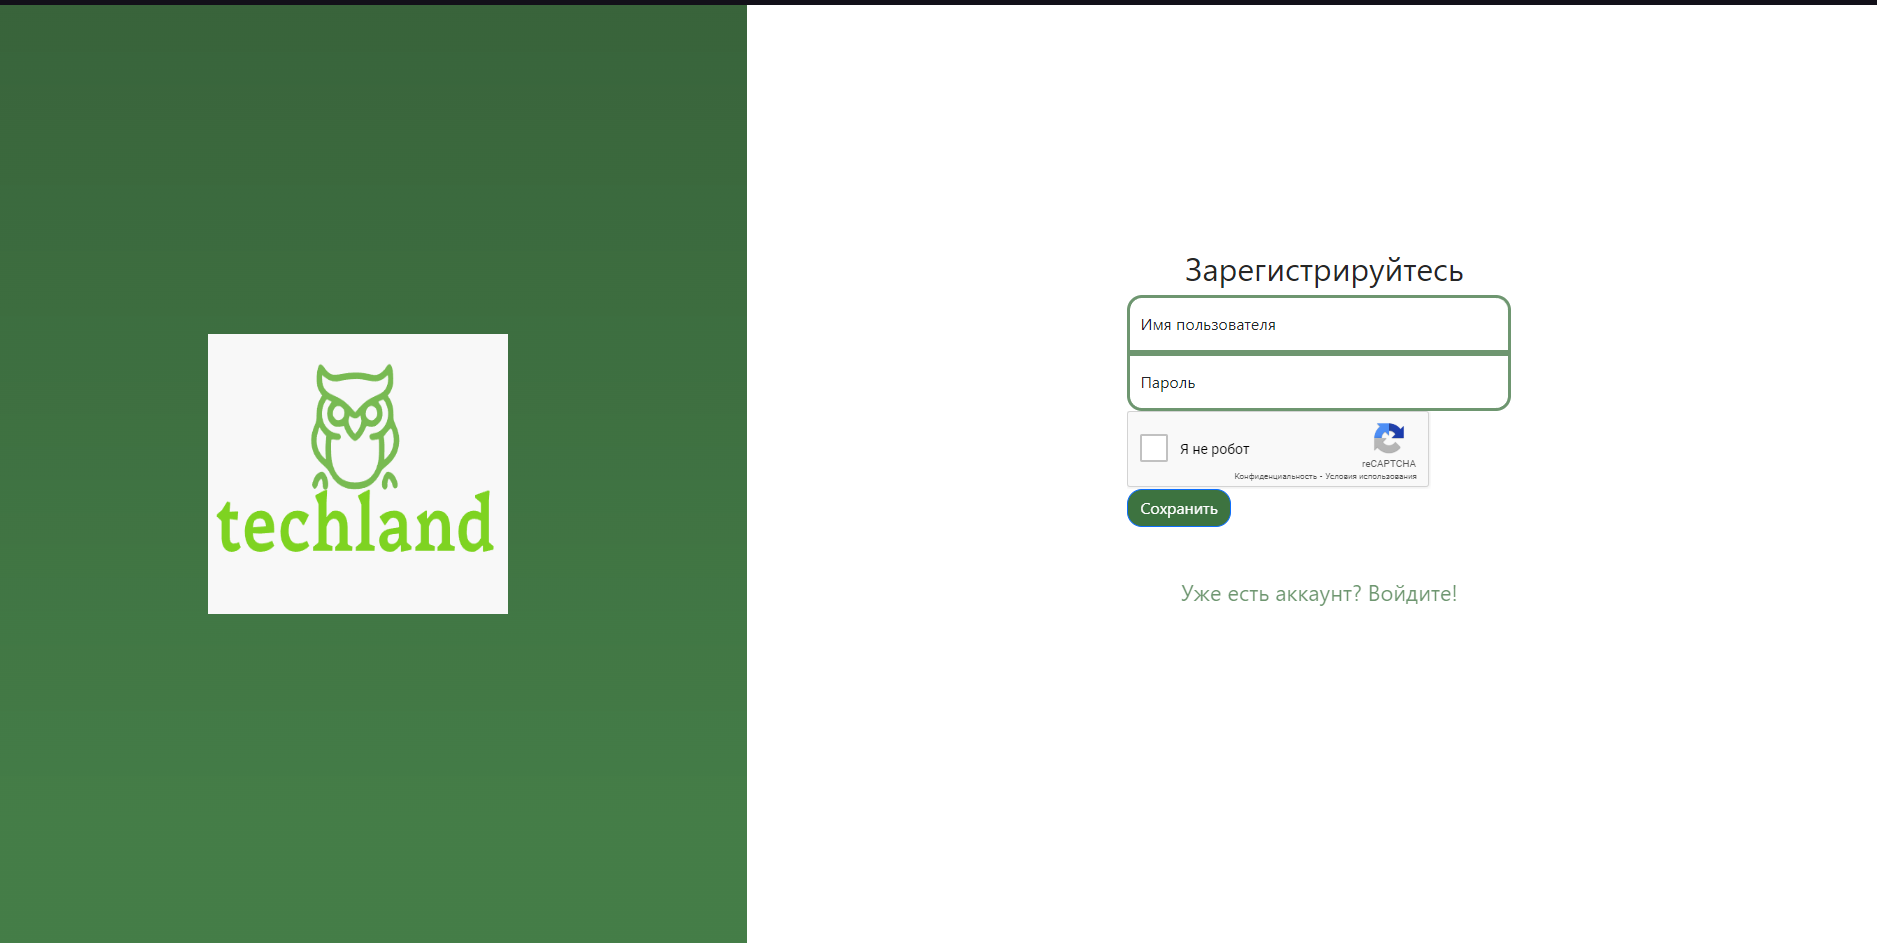 techland
Зарегистрируйтесь
Имя пользователя
Пароль
Я не робот
reCAPTCHA
Конфиденциальность - Условия использования
Сохранить
Уже есть аккаунт? Войдите!